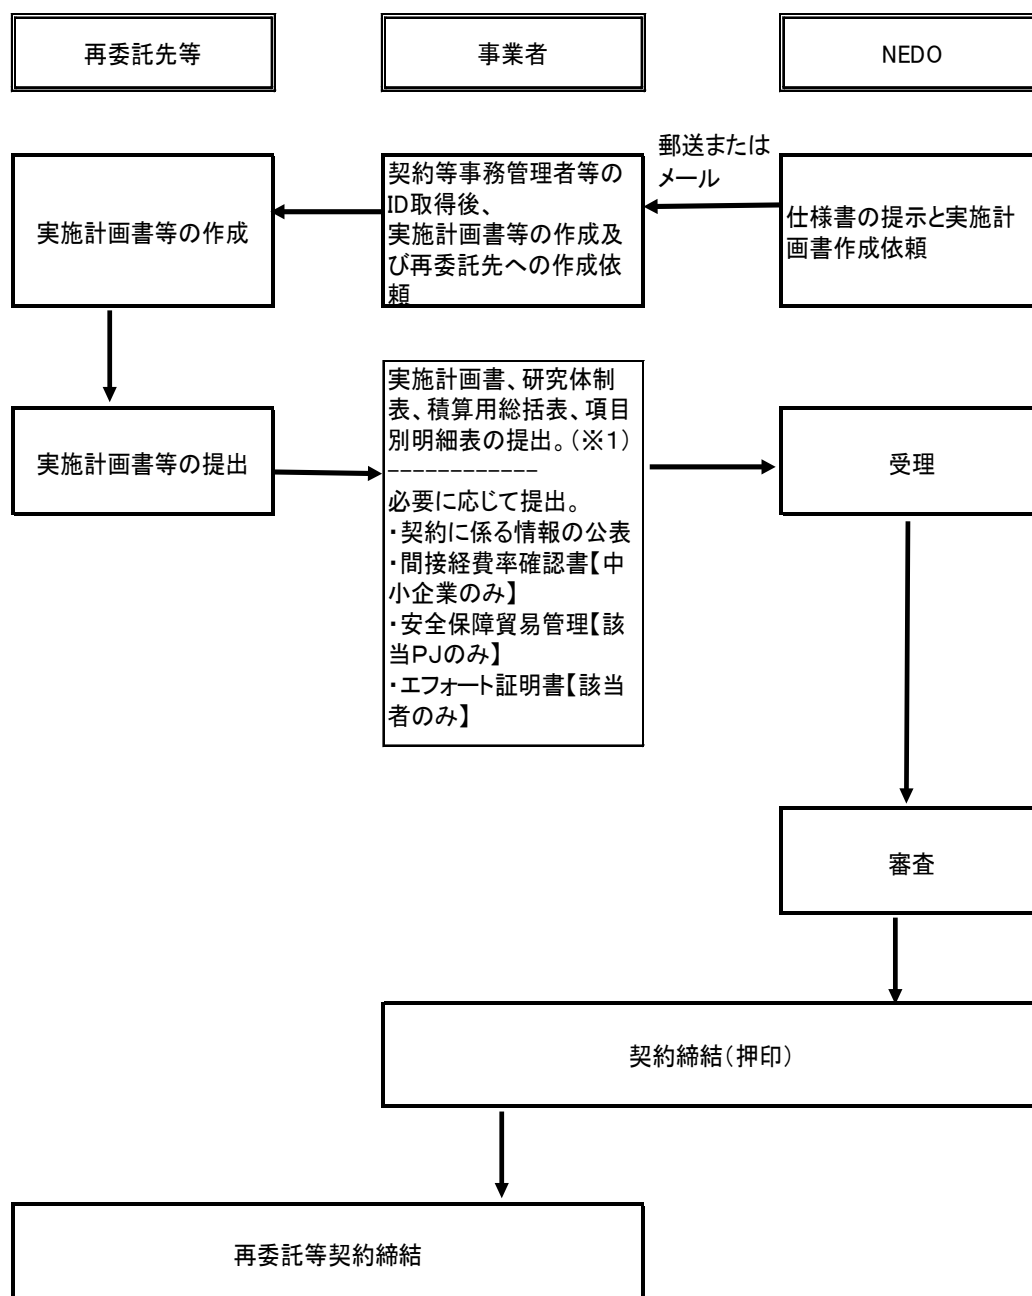 再委託先等
事業者
NEDO
郵送または
メール
実施計画書等の作成
契約等事務管理者等の
ID取得後、
実施計画書等の作成及
び再委託先への作成依
頼
仕様書の提示と実施計
画書作成依頼
実施計画書等の提出
実施計画書、研究体制
表、積算用総括表、項目
別明細表の提出。(※1)
------------
必要に応じて提出。
・契約に係る情報の公表
・間接経費率確認書【中
小企業のみ】
・安全保障貿易管理【該
当PJのみ】
・エフォート証明書【該当
者のみ】
受理
審査
契約締結(押印)
再委託等契約締結